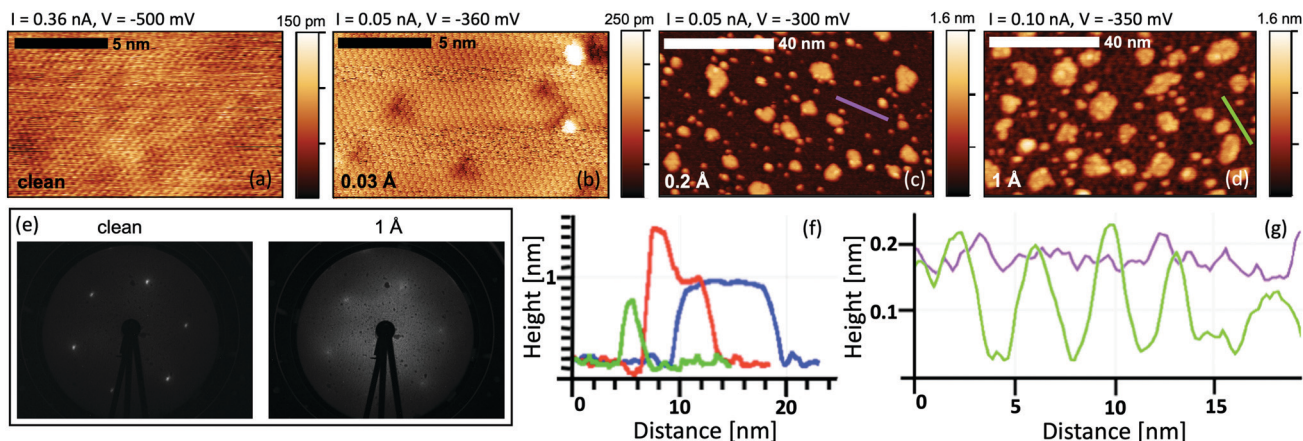 I = 0.36 nA, V = -500 mV
150 pm
5 nm
clean
(a)
I = 0.05 nA, V = -360 mV
250 pm
5 nm
0.03 Å
(b)
I = 0.05 nA, V = -300 mV
1.6 nm
40 nm
0.2 Å
(c)
I = 0.10 nA, V = -350 mV
1.6 nm
40 nm
1 Å
(d)
(e)
clean
1 Å
(f)
Height [nm]
1
0
10
20
Distance [nm]
(g)
Height [nm]
0.2
0.1
0
5
10
15
Distance [nm]